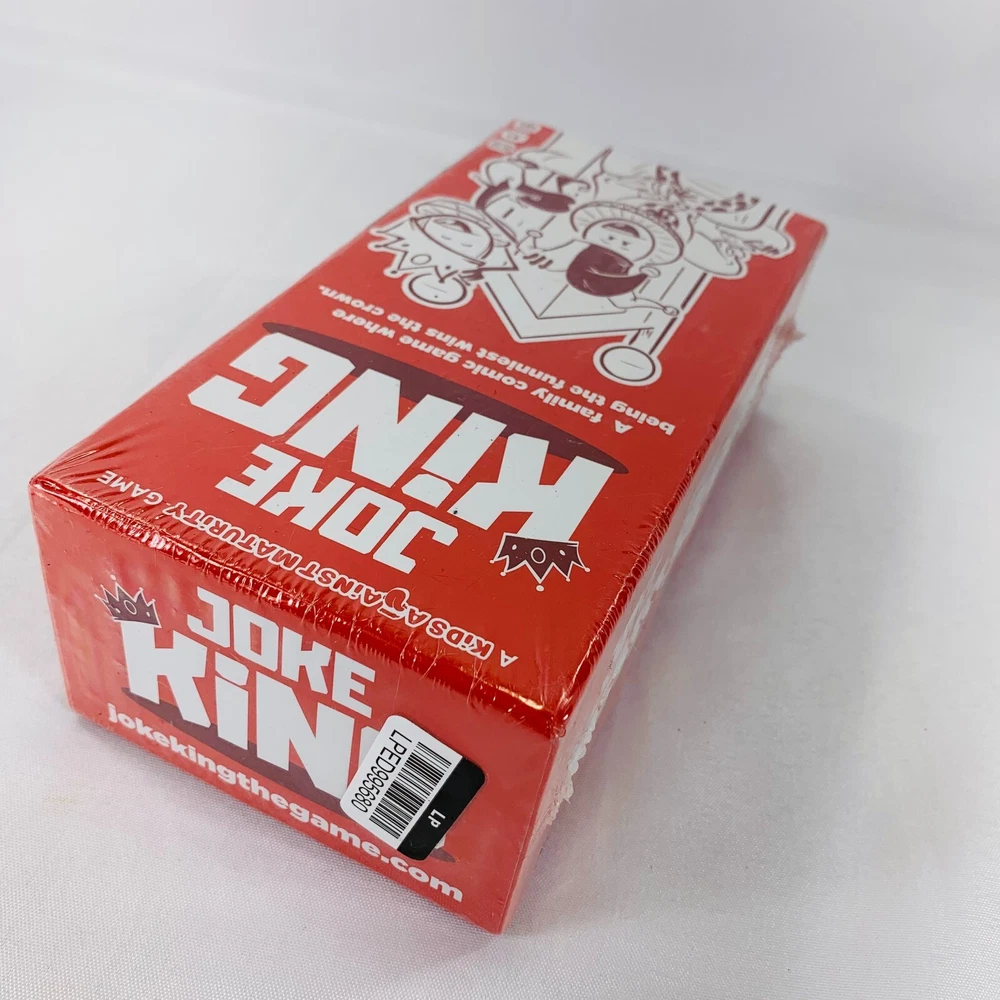 A KiDS AGAiNST MATURiTY GAME
JOKE
KiNG
A family comic game where
being the funniest wins the crown.
JOKE
KiN
jokekingthegame.com
LPED995680
LP